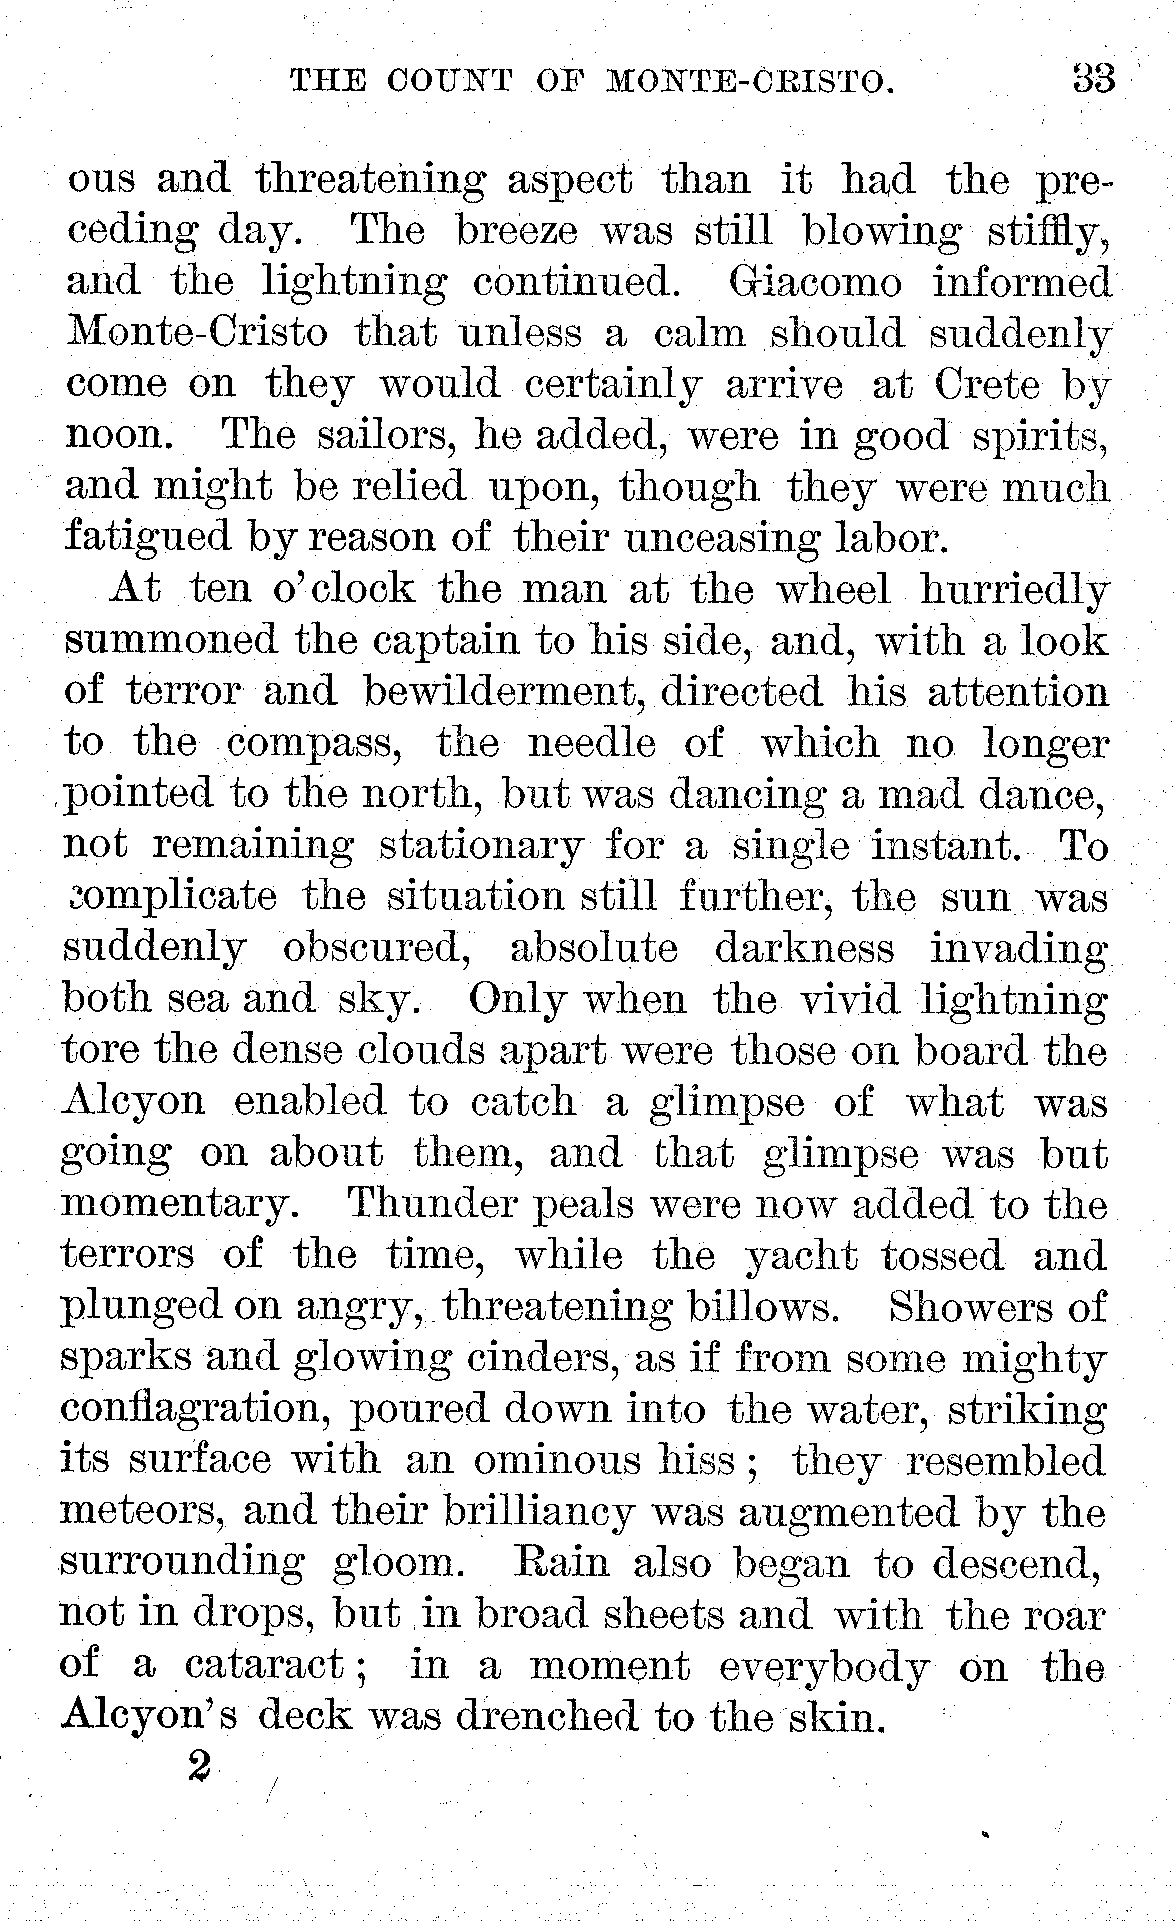 THE COUNT OF MONTE-CRISTO. 33
ous and threatening aspect than it had the pre-
ceding day. The breeze was still blowing stiffly,
and the lightning continued. Giacomo informed
Monte-Cristo that unless a calm should suddenly
come on they would certainly arrive at Crete by
noon. The sailors, he added, were in good spirits,
and might be relied upon, though they were much
fatigued by reason of their unceasing labor.
At ten o'clock the man at the wheel hurriedly
summoned the captain to his side, and, with a look
of terror and bewilderment, directed his attention
to the compass, the needle of which no longer
pointed to the north, but was dancing a mad dance,
not remaining stationary for a single instant. To
complicate the situation still further, the sun was
suddenly obscured, absolute darkness invading
both sea and sky. Only when the vivid lightning
tore the dense clouds apart were those on board the
Alcyon enabled to catch a glimpse of what was
going on about them, and that glimpse was but
momentary. Thunder peals were now added to the
terrors of the time, while the yacht tossed and
plunged on angry, threatening billows. Showers of
sparks and glowing cinders, as if from some mighty
conflagration, poured down into the water, striking
its surface with an ominous hiss; they resembled
meteors, and their brilliancy was augmented by the
surrounding gloom. Rain also began to descend,
not in drops, but in broad sheets and with the roar
of a cataract; in a moment everybody on the
Alcyon's deck was drenched to the skin.
2